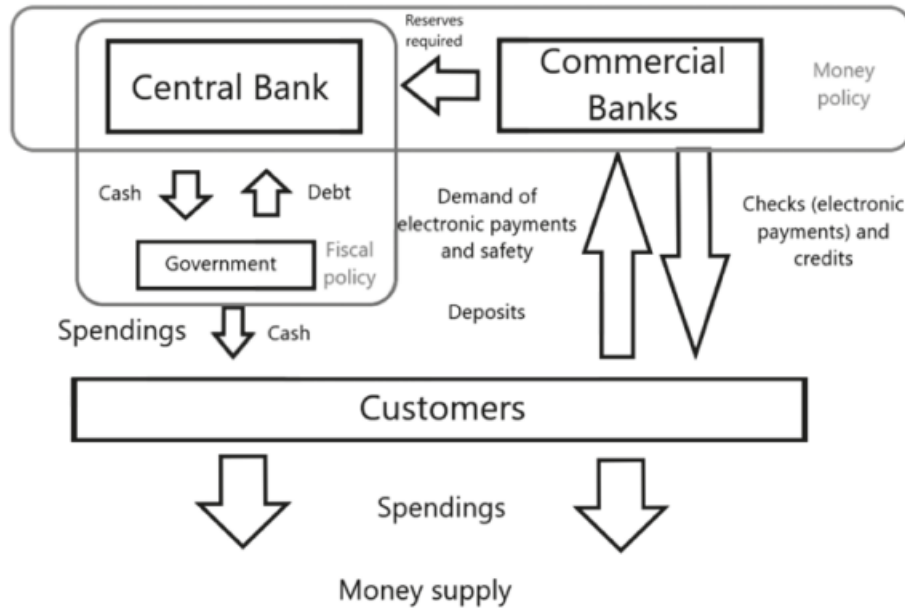 Reserves
required
Central Bank
Commercial
Banks
Money
policy
Cash
Debt
Government
Fiscal
policy
Demand of
electronic payments
and safety
Deposits
Checks (electronic
payments) and
credits
Spendings
Cash
Customers
Spendings
Money supply